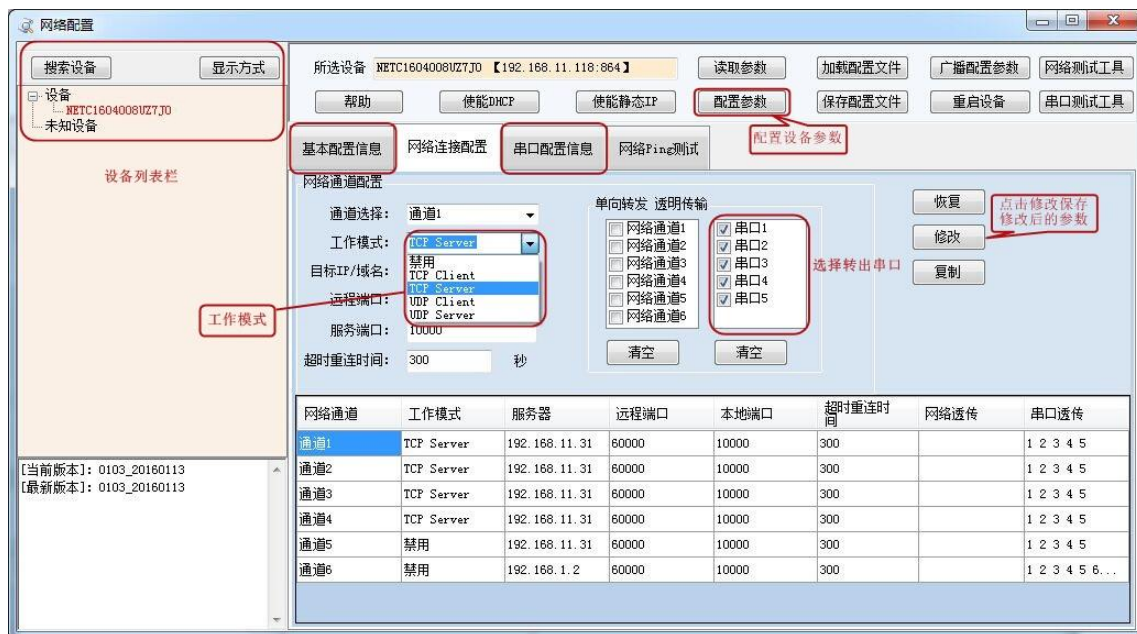 网络配置
搜索设备 显示方式
设备
NETC1604008UZ7J0
未知设备
设备列表栏
[当前版本]: 0103_20160113
[最新版本]: 0103_20160113
所选设备 NETC1604008UZ7J0 【192.168.11.118:864】 读取参数 加载配置文件 广播配置参数 网络测试工具
帮助 使能DHCP 使能静态IP 配置参数 保存配置文件 重启设备 串口测试工具
配置设备参数
基本配置信息 网络连接配置 串口配置信息 网络Ping测试
网络通道配置
通道选择: 通道1
工作模式: TCP Server
禁用
TCP Client
TCP Server
UDP Client
UDP Server
工作模式
目标IP/域名:
远程端口:
服务端口: 10000
超时重连时间: 300 秒
单向转发 透明传输
网络通道1 串口1
网络通道2 串口2
网络通道3 串口3
网络通道4 串口4
网络通道5 串口5
网络通道6
清空 清空
选择转出串口
恢复
修改
复制
点击修改保存
修改后的参数
网络通道 工作模式 服务器 远程端口 本地端口 超时重连时间 网络透传 串口透传
通道1 TCP Server 192.168.11.31 60000 10000 300 1 2 3 4 5
通道2 TCP Server 192.168.11.31 60000 10000 300 1 2 3 4 5
通道3 TCP Server 192.168.11.31 60000 10000 300 1 2 3 4 5
通道4 TCP Server 192.168.11.31 60000 10000 300 1 2 3 4 5
通道5 禁用 192.168.11.31 60000 10000 300 1 2 3 4 5
通道6 禁用 192.168.1.2 60000 10000 300 1 2 3 4 5 6...